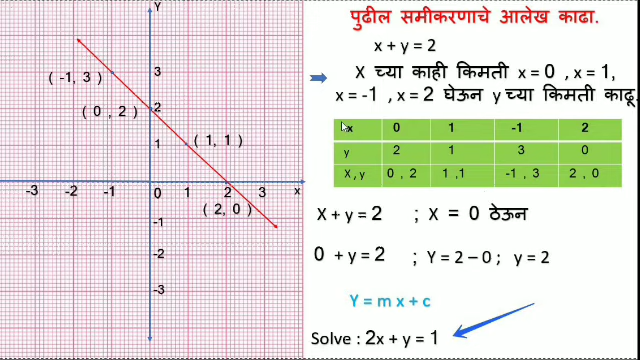 पुढील समीकरणाचे आलेख काढा.
x + y = 2
X च्या काही किमती x = 0 , x = 1,
x = -1 , x = 2 घेऊन y च्या किमती काढू.
x 0 1 -1 2
y 2 1 3 0
X,y 0 , 2 1 ,1 -1 , 3 2 , 0
X + y = 2 ; X = 0 ठेऊन
0 + y = 2 ; Y = 2 – 0 ; y = 2
Y = m x + c
Solve : 2x + y = 1
Y
3
( -1, 3 )
2
( 0 , 2 )
1
( 1, 1 )
-3 -2 -1 0 1 2 3 x
( 2, 0 )
-1
-2
-3